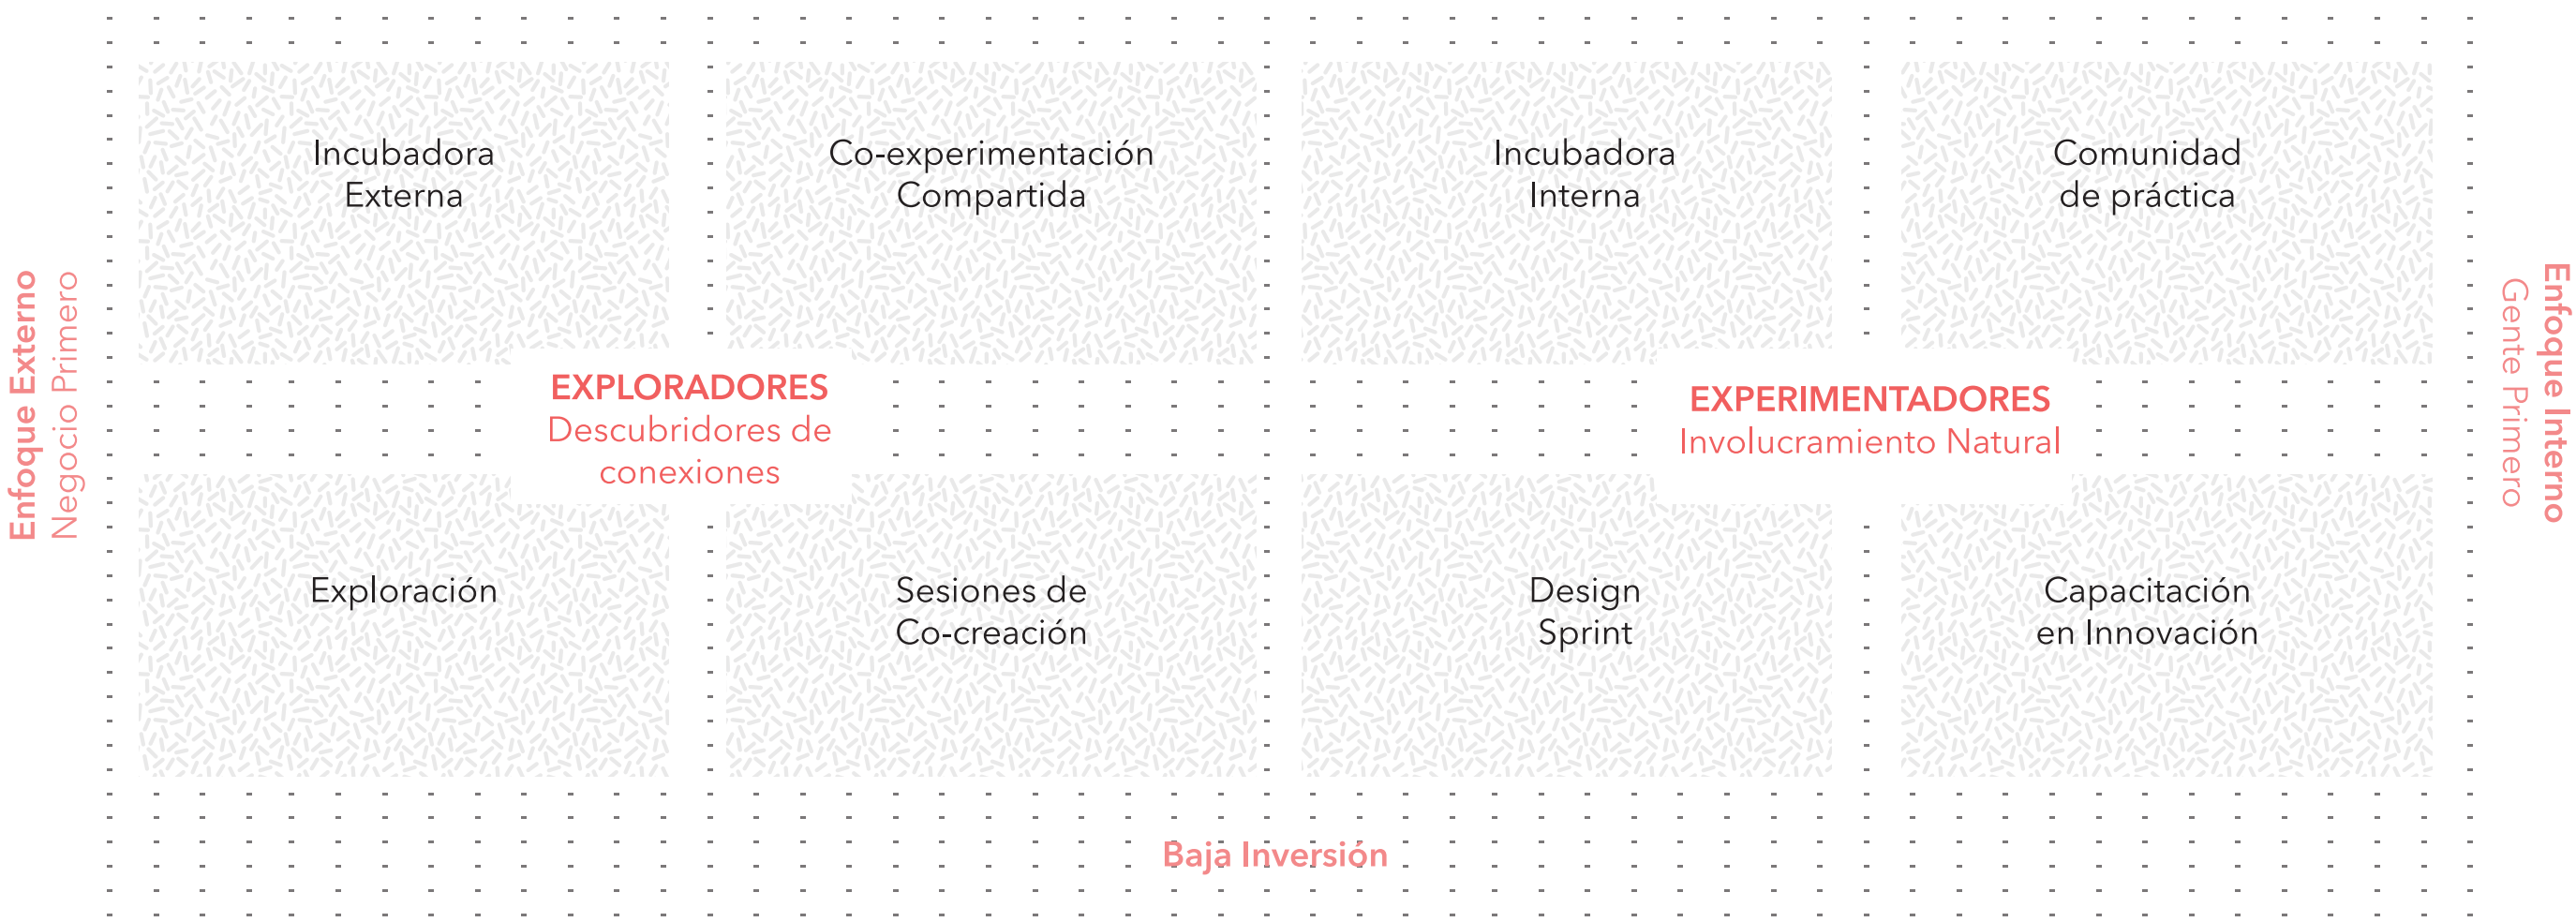 Incubadora
Externa
Co-experimentación
Compartida
Incubadora
Interna
Comunidad
de práctica
Enfoque Externo
Negocio Primero
EXPLORADORES
Descubridores de
conexiones
EXPERIMENTADORES
Involucramiento Natural
Enfoque Interno
Gente Primero
Exploración
Sesiones de
Co-creación
Design
Sprint
Capacitación
en Innovación
Baja Inversión